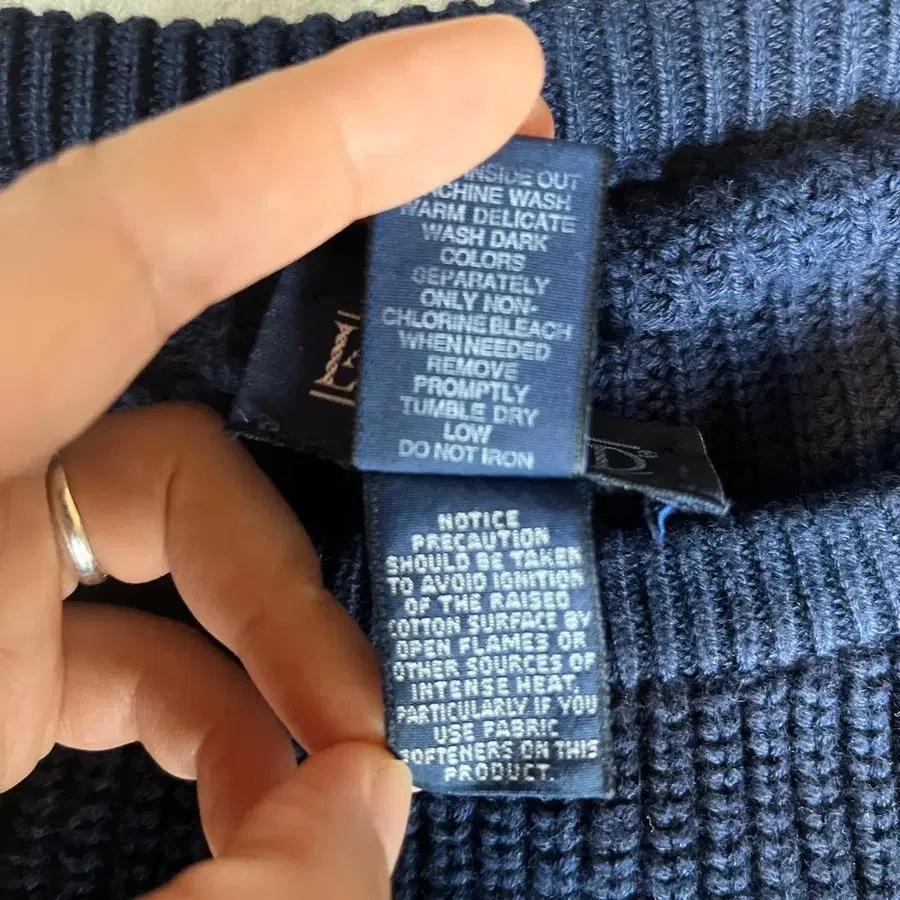 INSIDE OUT
MACHINE WASH
WARM DELICATE
WASH DARK
COLORS
SEPARATELY
ONLY NON-
CHLORINE BLEACH
WHEN NEEDED
REMOVE
PROMPTLY
TUMBLE DRY
LOW
DO NOT IRON
NOTICE
PRECAUTION
SHOULD BE TAKEN
TO AVOID IGNITION
OF THE RAISED
COTTON SURFACE BY
OPEN FLAMES OR
OTHER SOURCES OF
INTENSE HEAT,
PARTICULARLY IF YOU
USE FABRIC
SOFTENERS ON THIS
PRODUCT.